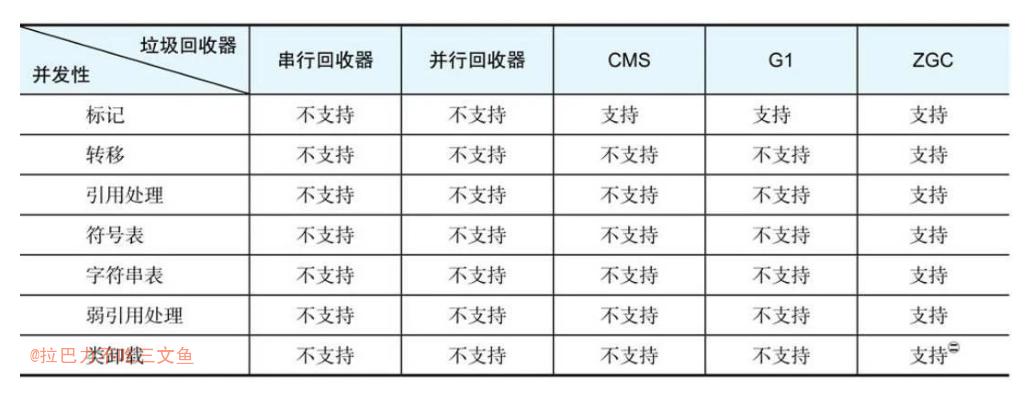 垃圾回收器 串行回收器 并行回收器 CMS G1 ZGC
并发性
标记 不支持 不支持 支持 支持 支持
转移 不支持 不支持 不支持 不支持 支持
引用处理 不支持 不支持 不支持 不支持 支持
符号表 不支持 不支持 不支持 不支持 支持
字符串表 不支持 不支持 不支持 不支持 支持
弱引用处理 不支持 不支持 不支持 不支持 支持
类卸载 不支持 不支持 不支持 不支持 支持㊁
@拉巴力 三文鱼